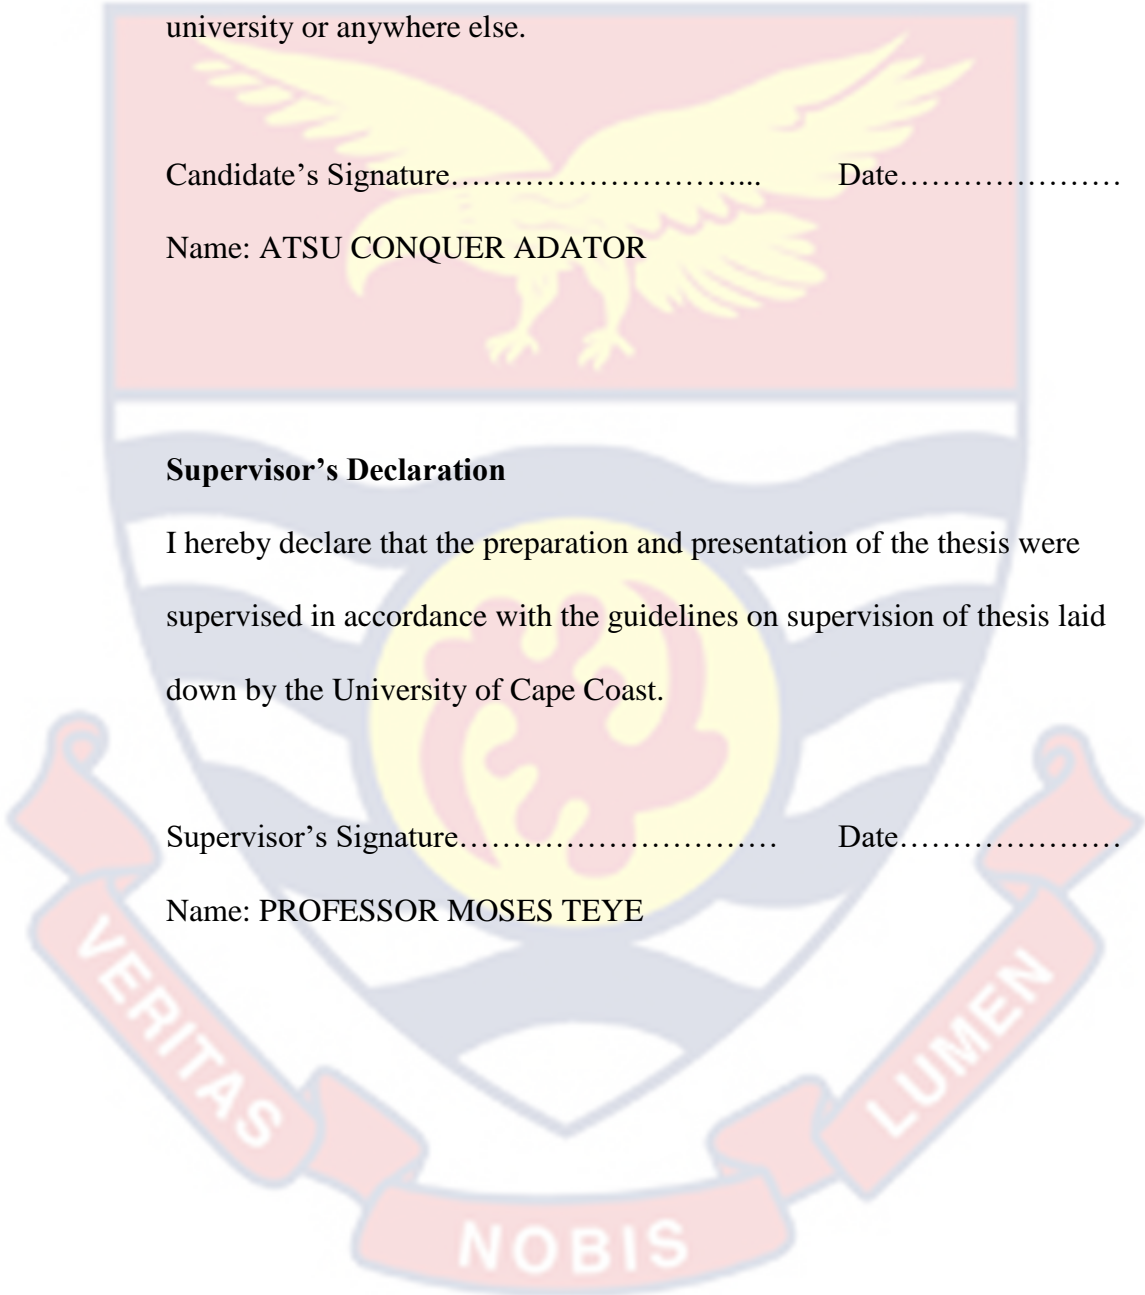 university or anywhere else.
Candidate’s Signature………………………... Date…………………
Name: ATSU CONQUER ADATOR
Supervisor’s Declaration
I hereby declare that the preparation and presentation of the thesis were
supervised in accordance with the guidelines on supervision of thesis laid
down by the University of Cape Coast.
Supervisor’s Signature………………………… Date…………………
Name: PROFESSOR MOSES TEYE
VERITAS
NOBIS
LUMEN